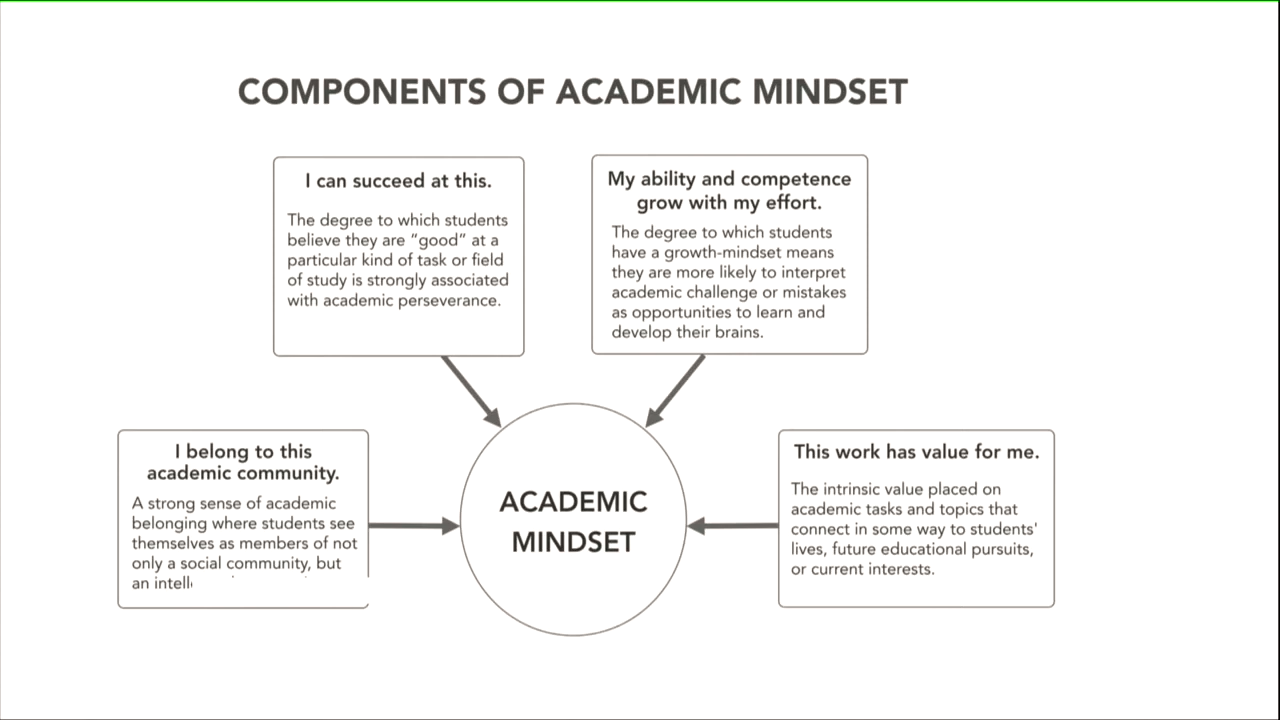 COMPONENTS OF ACADEMIC MINDSET
I can succeed at this.
The degree to which students
believe they are “good” at a
particular kind of task or field
of study is strongly associated
with academic perseverance.
My ability and competence
grow with my effort.
The degree to which students
have a growth-mindset means
they are more likely to interpret
academic challenge or mistakes
as opportunities to learn and
develop their brains.
I belong to this
academic community.
A strong sense of academic
belonging where students see
themselves as members of not
only a social community, but
an
ACADEMIC
MINDSET
This work has value for me.
The intrinsic value placed on
academic tasks and topics that
connect in some way to students'
lives, future educational pursuits,
or current interests.